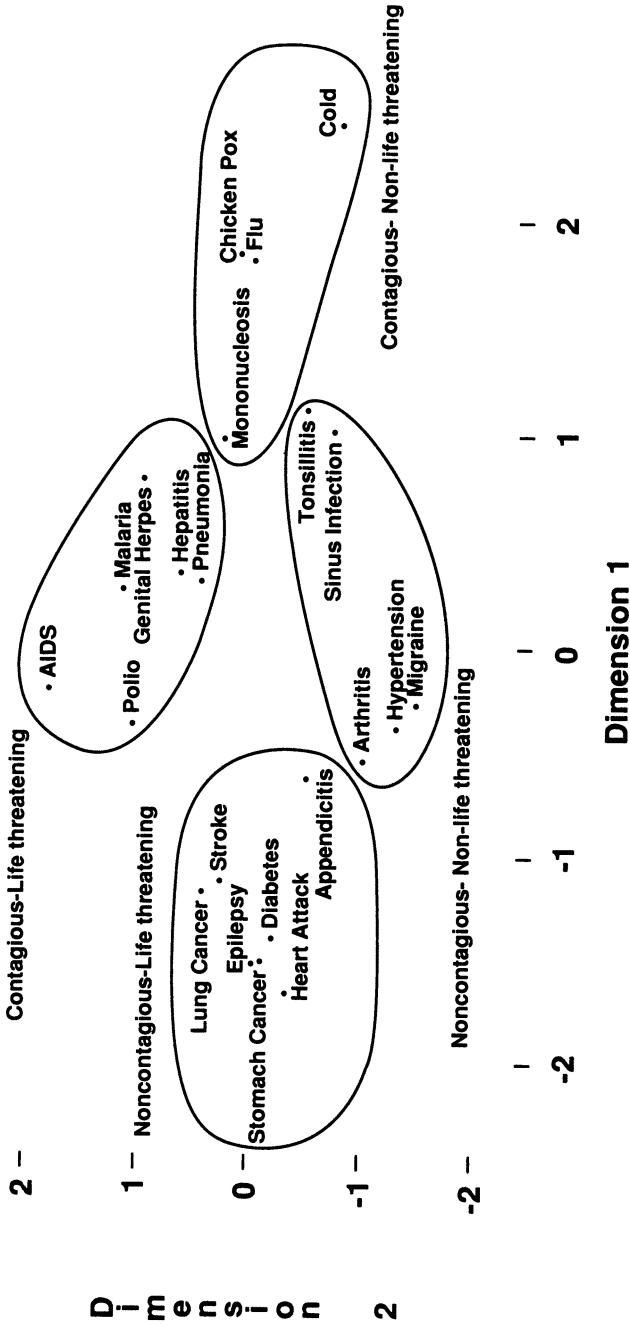 Contagious-Life threatening
2
AIDS
Polio
Malaria
Genital Herpes
Hepatitis
Pneumonia
Noncontagious-Life threatening
1
Lung Cancer
Stroke
Epilepsy
Stomach Cancer
Diabetes
Heart Attack
Appendicitis
0
Mononucleosis
Chicken Pox
Flu
Cold
Contagious- Non-life threatening
Tonsillitis
Sinus Infection
Arthritis
Hypertension
Migraine
-1
Noncontagious- Non-life threatening
-2
Dimension 2
-2
-1
0
1
2
Dimension 1